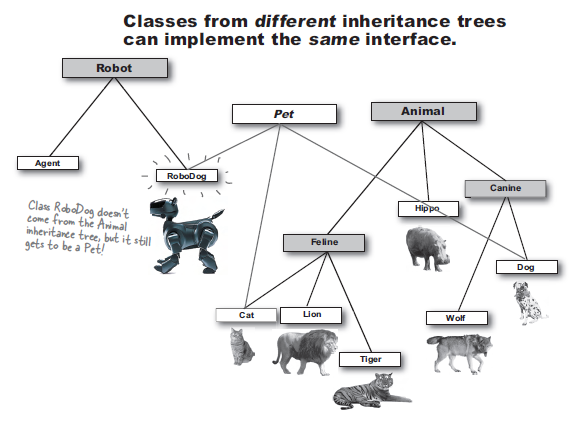 Classes from different inheritance trees
can implement the same interface.
Robot
Pet
Animal
Agent
RoboDog
Canine
Hippo
Class RoboDog doesn't
come from the Animal
inheritance tree, but it still
gets to be a Pet!
Feline
Dog
Cat
Lion
Wolf
Tiger